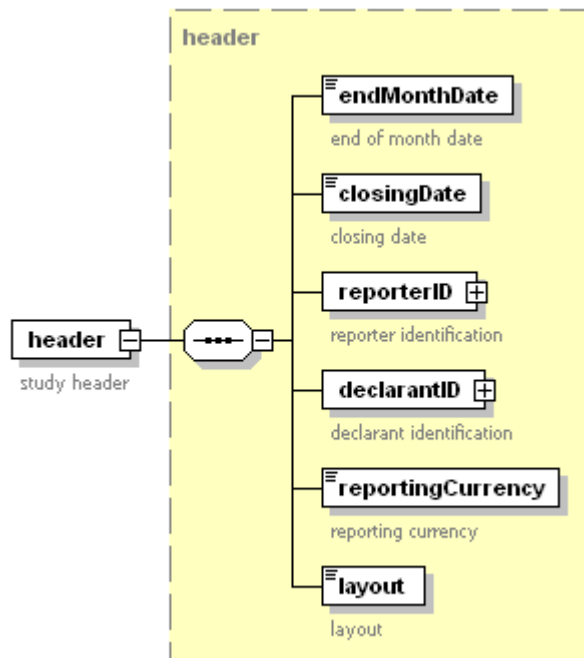 header
endMonthDate
end of month date
closingDate
closing date
reporterID
reporter identification
header
study header
declarantID
declarant identification
reportingCurrency
reporting currency
layout
layout